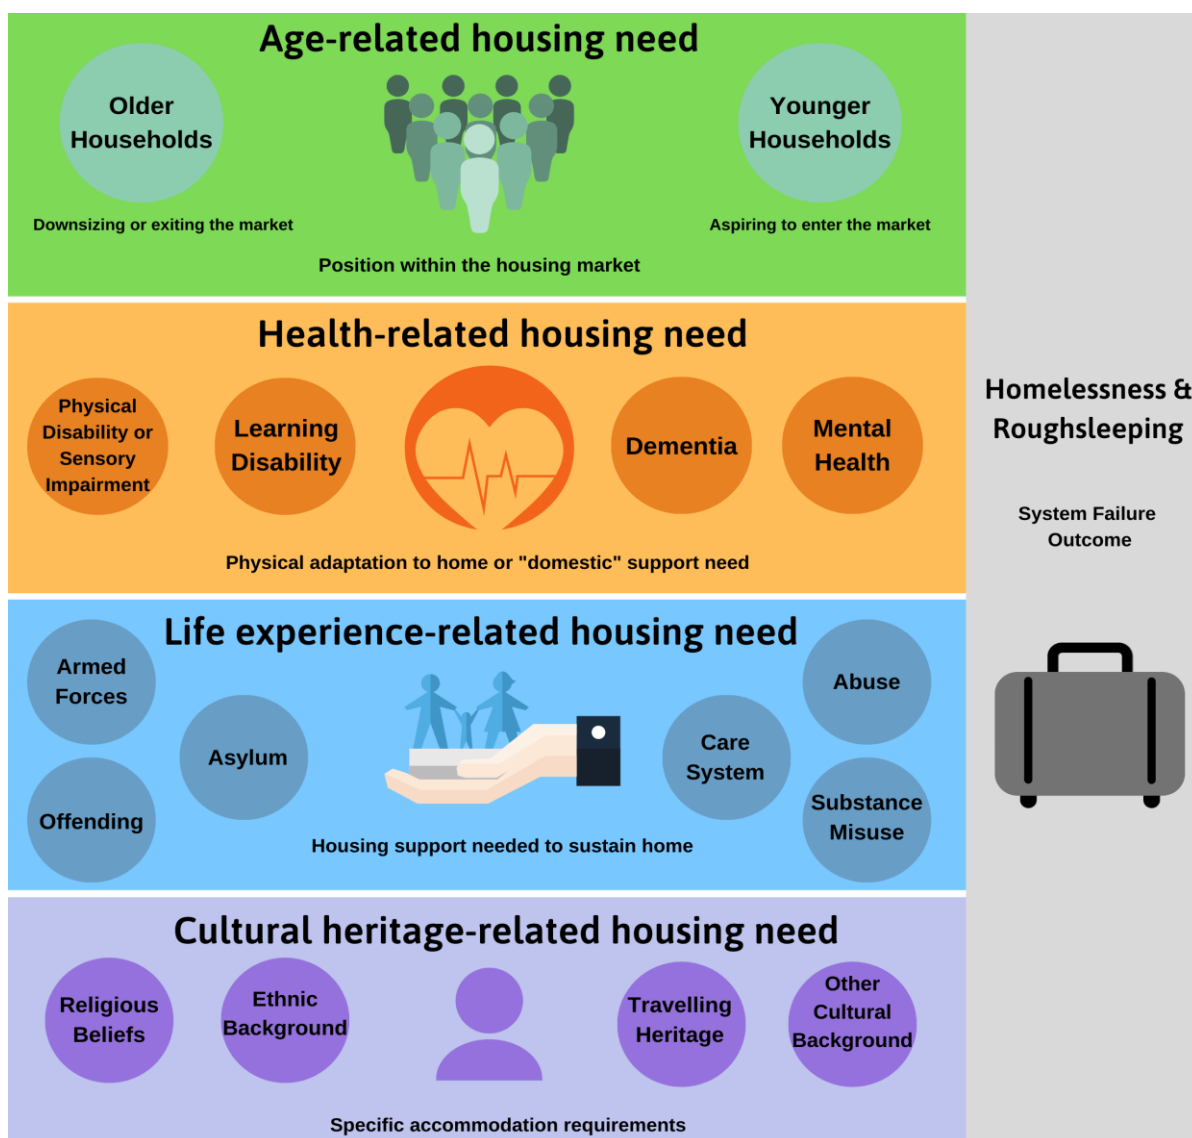 Age-related housing need
Older
Households
Younger
Households
Downsizing or exiting the market
Aspiring to enter the market
Position within the housing market
Health-related housing need
Physical
Disability or
Sensory
Impairment
Learning
Disability
Dementia
Mental
Health
Physical adaptation to home or "domestic" support need
Life experience-related housing need
Armed
Forces
Asylum
Offending
Care
System
Abuse
Substance
Misuse
Housing support needed to sustain home
Cultural heritage-related housing need
Religious
Beliefs
Ethnic
Background
Travelling
Heritage
Other
Cultural
Background
Specific accommodation requirements
Homelessness &
Roughsleeping
System Failure
Outcome